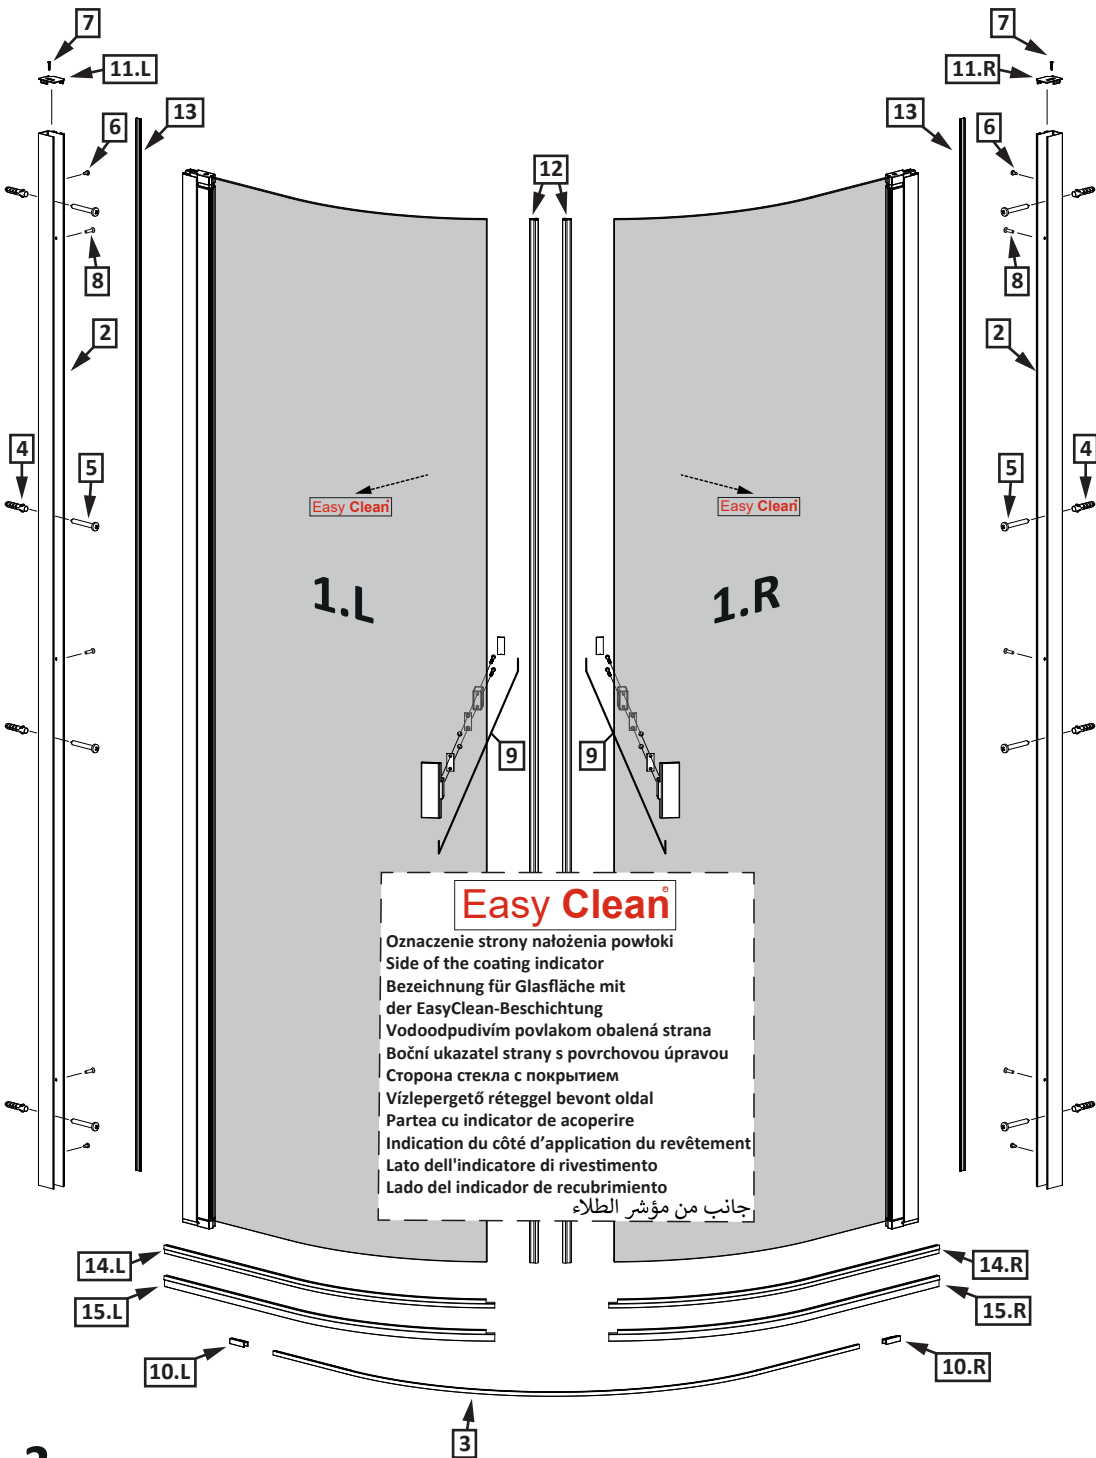 7
7
11.L
11.R
13
13
6
6
12
8
8
2
2
4
5
5
4
Easy Clean
Easy Clean
1.L
1.R
9
9
Easy Clean®
Oznaczenie strony nałożenia powłoki
Side of the coating indicator
Bezeichnung für Glasfläche mit
der EasyClean-Beschichtung
Vodoodpudivím povlakom obalená strana
Boční ukazatel strany s povrchovou úpravou
Сторона стекла с покрытием
Vízlepergető réteggel bevont oldal
Partea cu indicator de acoperire
Indication du côté d’application du revêtement
Lato dell'indicatore di rivestimento
Lado del indicador de recubrimiento
جانب من مؤشر الطلاء
14.L
14.R
15.L
15.R
10.L
10.R
3